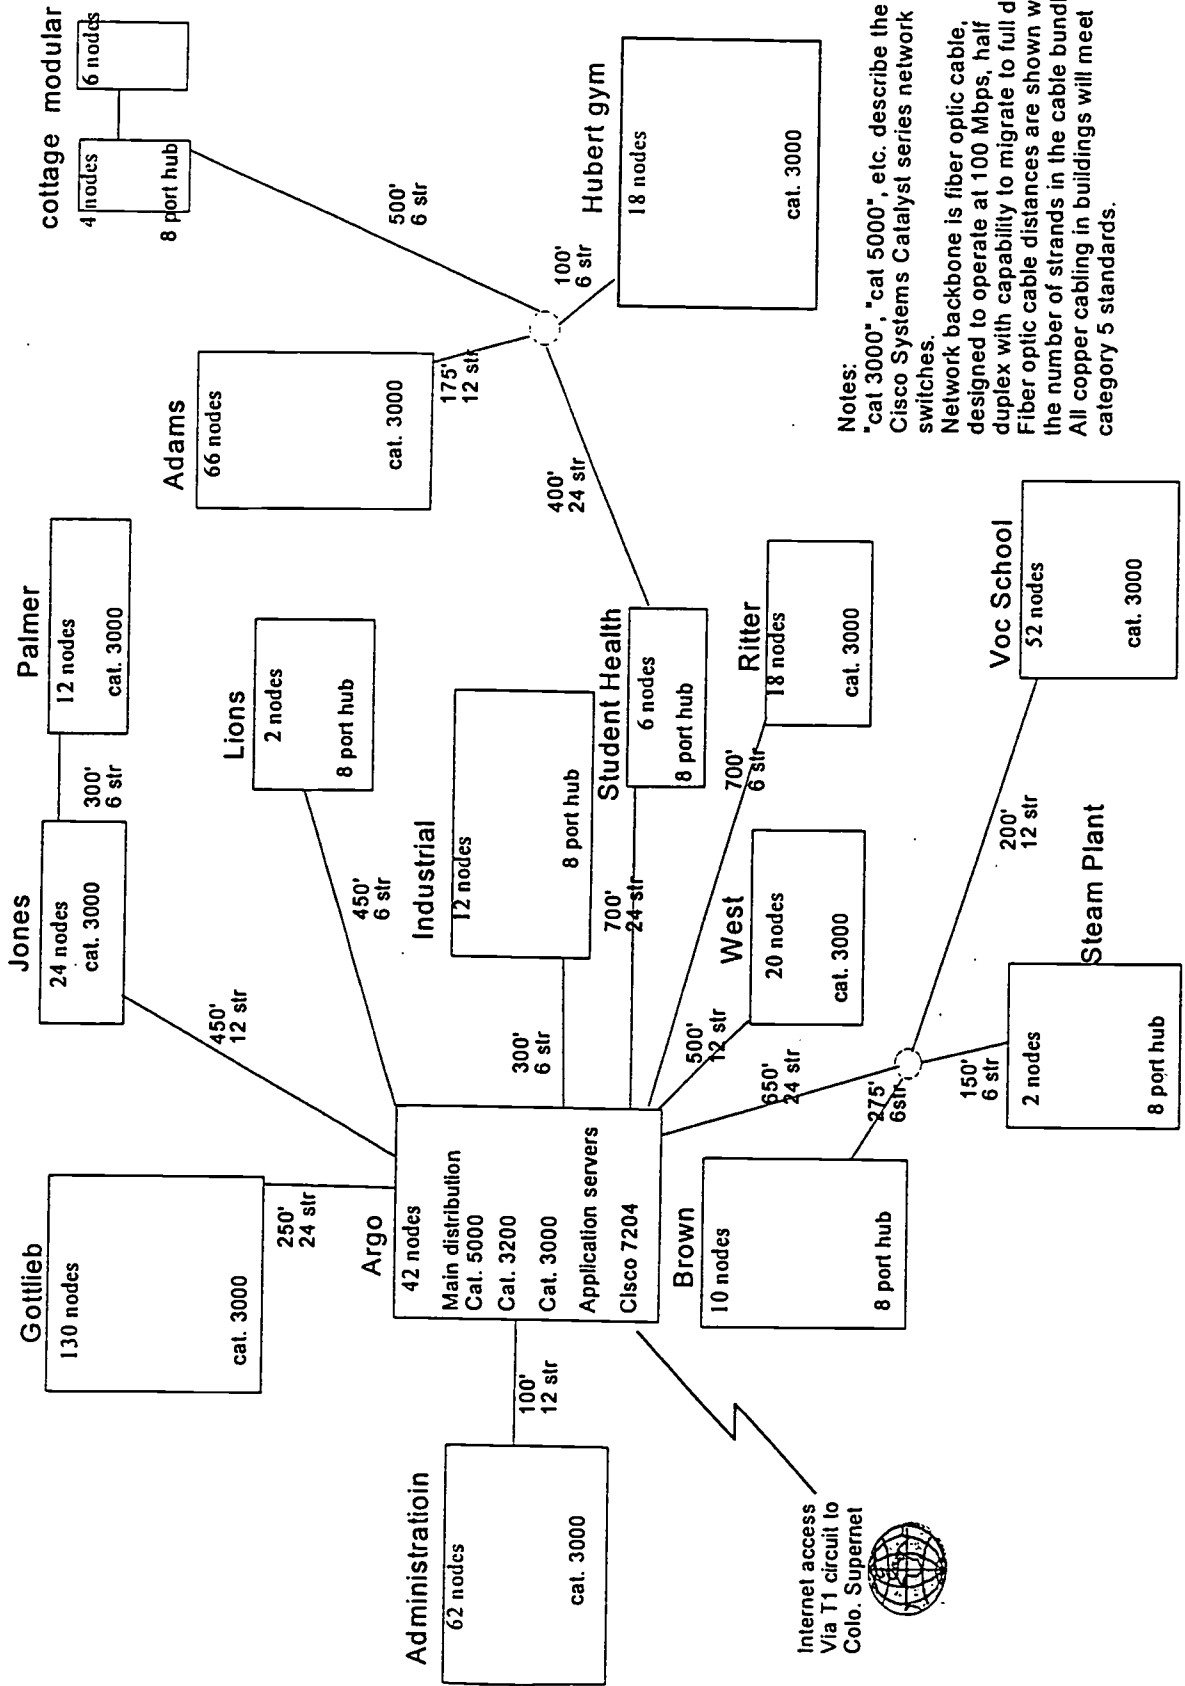 Gottlieb
130 nodes
cat. 3000
250'
24 str
Jones
24 nodes
cat. 3000
300'
6 str
Palmer
12 nodes
cat. 3000
450'
12 str
cottage modular
4 nodes
8 port hub
6 nodes
Lions
2 nodes
8 port hub
450'
6 str
Adams
66 nodes
cat. 3000
175'
12 str
500'
6 str
Administratioin
62 nodes
cat. 3000
100'
12 str
Argo
42 nodes
Main distribution
Cat. 5000
Cat. 3200
Cat. 3000
Application servers
Cisco 7204
Industrial
12 nodes
8 port hub
300'
6 str
Student Health
6 nodes
8 port hub
700'
24 str
400'
24 str
100'
6 str
Hubert gym
18 nodes
cat. 3000
Ritter
18 nodes
cat. 3000
700'
6 str
West
20 nodes
cat. 3000
500'
12 str
650'
24 str
275'
6str
Brown
10 nodes
8 port hub
150'
6 str
Steam Plant
2 nodes
8 port hub
200'
12 str
Voc School
52 nodes
cat. 3000
Internet access
Via T1 circuit to
Colo. Supernet
Notes:
"cat 3000", "cat 5000", etc. describe the
Cisco Systems Catalyst series network
switches.
Network backbone is fiber optic cable,
designed to operate at 100 Mbps, half
duplex with capability to migrate to full
Fiber optic cable distances are shown
the number of strands in the cable
All copper cabling in buildings will meet
category 5 standards.